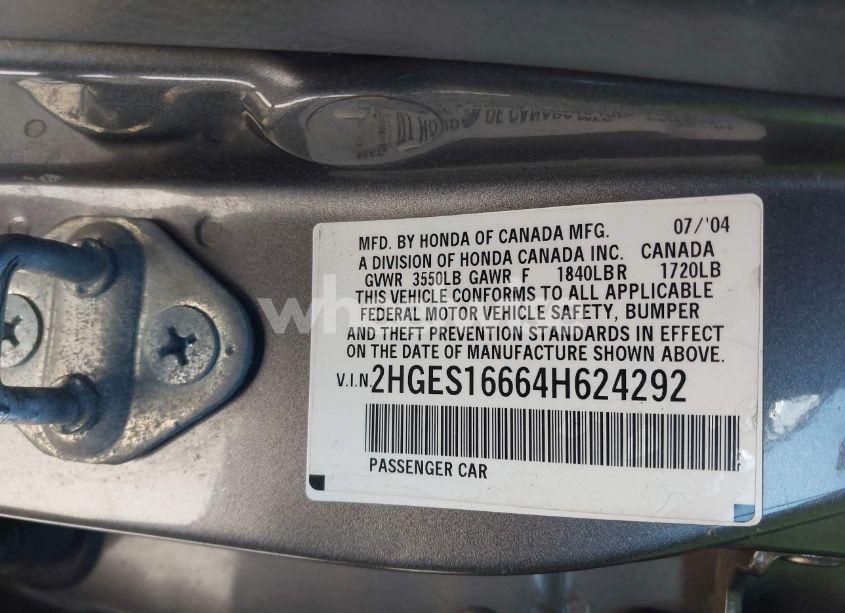 MFD. BY HONDA OF CANADA MFG. 07/'04
A DIVISION OF HONDA CANADA INC. CANADA
GVWR 3550LB GAWR F 1840LB R 1720LB
THIS VEHICLE CONFORMS TO ALL APPLICABLE
FEDERAL MOTOR VEHICLE SAFETY, BUMPER
AND THEFT PREVENTION STANDARDS IN EFFECT
ON THE DATE OF MANUFACTURE SHOWN ABOVE.
V.I.N. 2HGES16664H624292
PASSENGER CAR